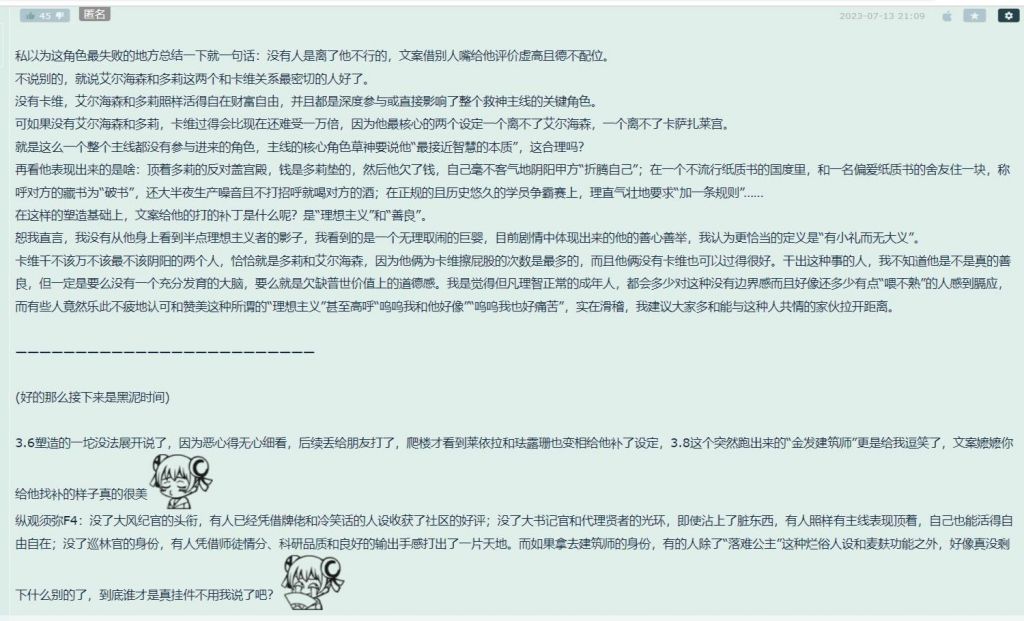 45
匿名
2023-07-13 21:09
私以为这角色最失败的地方总结一下就一句话：没有人是离了他不行的，文案借别人嘴给他评价虚高且德不配位。
不说别的，就说艾尔海森和多莉这两个和卡维关系最密切的人好了。
没有卡维，艾尔海森和多莉照样活得自在财富自由，并且都是深度参与或直接影响了整个救神主线的关键角色。
可如果没有艾尔海森和多莉，卡维过得会比现在还难受一万倍，因为他最核心的两个设定一个离不了艾尔海森，一个离不了卡萨扎莱宫。
就是这么一个整个主线都没有参与进来的角色，主线的核心角色草神要说他“最接近智慧的本质”，这合理吗？
再看他表现出来的是啥：顶着多莉的反对盖宫殿，钱是多莉垫的，然后他欠了钱，自己毫不客气地阴阳甲方“折腾自己”；在一个不流行纸质书的国度里，和一名偏爱纸质书的舍友住一块，称
呼对方的藏书为“破书”，还大半夜生产噪音且不打招呼就喝对方的酒；在正规的且历史悠久的学员争霸赛上，理直气壮地要求“加一条规则”……
在这样的塑造基础上，文案给他的打的补丁是什么呢？是“理想主义”和“善良”。
恕我直言，我没有从他身上看到半点理想主义者的影子，我看到的是一个无理取闹的巨婴，目前剧情中体现出来的他的善心善举，我认为更恰当的定义是“有小礼而无大义”。
卡维千不该万不该最不该阴阳的两个人，恰恰就是多莉和艾尔海森，因为他俩为卡维擦屁股的次数是最多的，而且他俩没有卡维也可以过得很好。干出这种事的人，我不知道他是不是真的善
良，但一定是要么没有一个充分发育的大脑，要么就是欠缺普世价值上的道德感。我是觉得但凡理智正常的成年人，都会多少对这种没有边界感而且好像还多少有点“喂不熟”的人感到膈应，
而有些人竟然乐此不疲地认可和赞美这种所谓的“理想主义”甚至高呼“呜呜我和他好像”“呜呜我也好痛苦”，实在滑稽，我建议大家多和能与这种人共情的家伙拉开距离。
—————————————————————————
(好的那么接下来是黑泥时间)
3.6塑造的一坨没法展开说了，因为恶心得无心细看，后续丢给朋友打了，爬楼才看到莱依拉和珐露珊也变相给他补了设定，3.8这个突然跑出来的“金发建筑师”更是给我逗笑了，文案嬷嬷你
给他找补的样子真的很美
纵观须弥F4：没了大风纪官的头衔，有人已经凭借牌佬和冷笑话的人设收获了社区的好评；没了大书记官和代理贤者的光环，即使沾上了脏东西，有人照样有主线表现顶着，自己也能活得自
由自在；没了巡林官的身份，有人凭借师徒情分、科研品质和良好的输出手感打出了一片天地。而如果拿去建筑师的身份，有的人除了“落难公主”这种烂俗人设和麦麸功能之外，好像真没剩
下什么别的了，到底谁才是真挂件不用我说了吧？